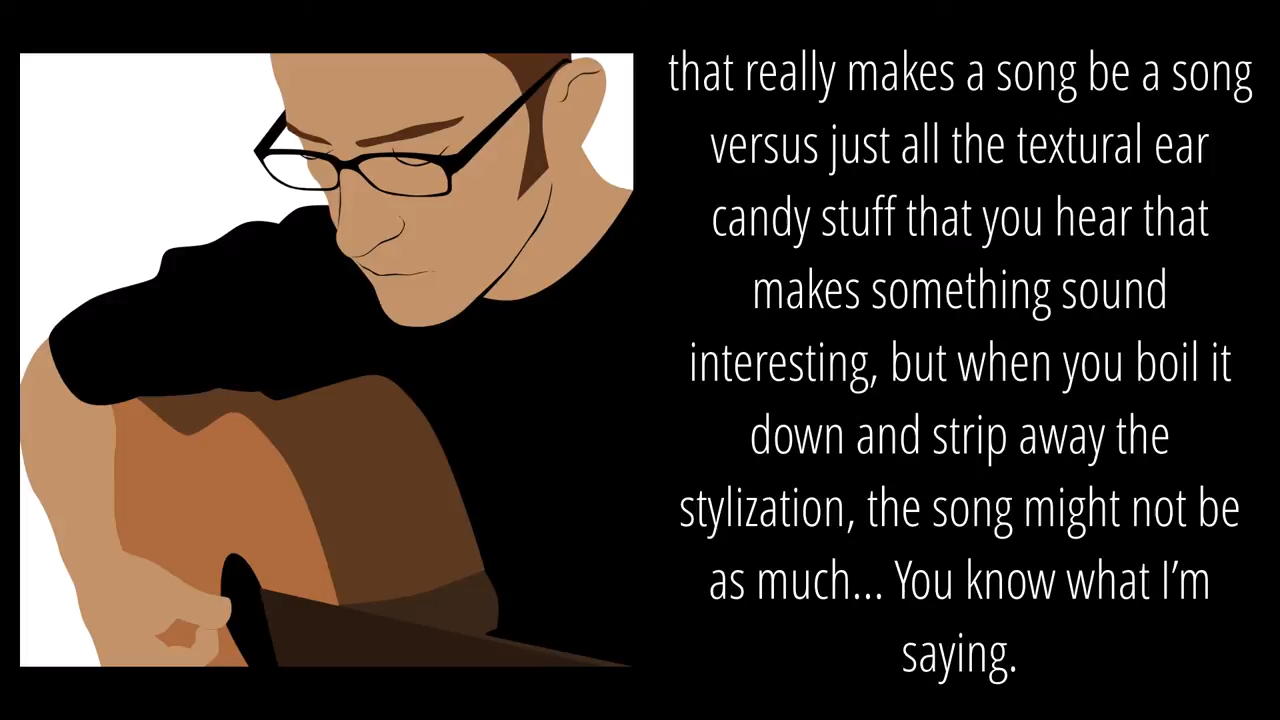 that really makes a song be a song
versus just all the textural ear
candy stuff that you hear that
makes something sound
interesting, but when you boil it
down and strip away the
stylization, the song might not be
as much... You know what I’m
saying.